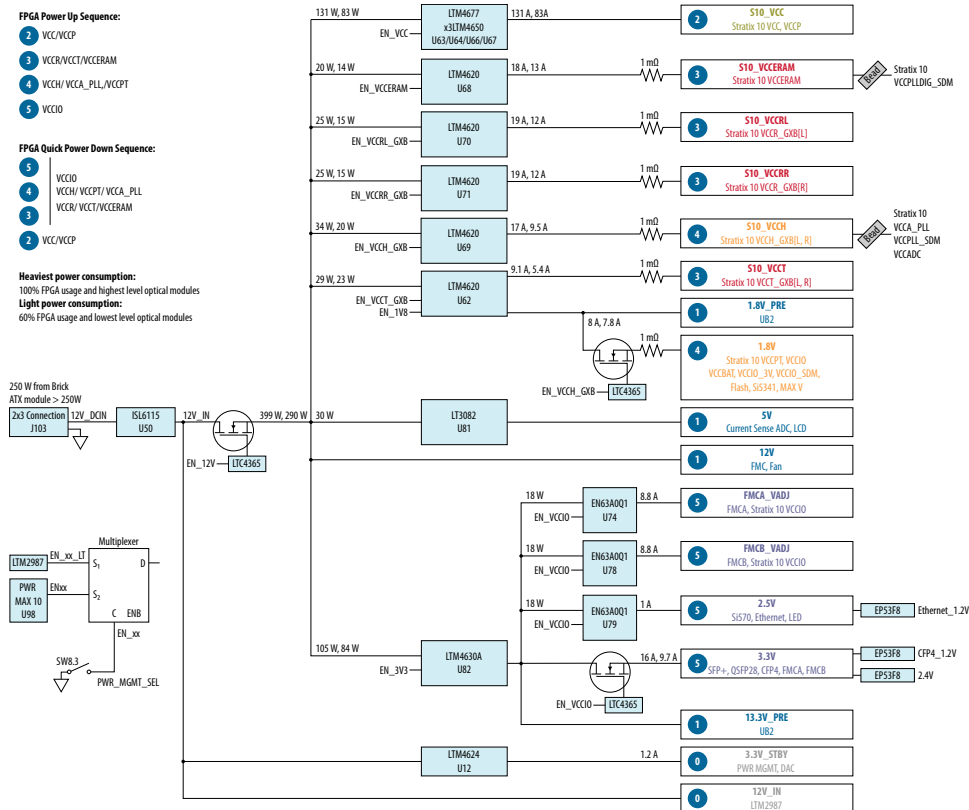 FPGA Power Up Sequence:
2 VCC/VCCP
3 VCCR/VCCT/VCCERAM
4 VCCH/ VCCA_PLL,/VCCPT
5 VCCIO
FPGA Quick Power Down Sequence:
5
VCCIO
4
VCCH/ VCCPT/ VCCA_PLL
3
VCCR/ VCCT/VCCERAM
2 VCC/VCCP
Heaviest power consumption:
100% FPGA usage and highest level optical modules
Light power consumption:
60% FPGA usage and lowest level optical modules
131 W, 83 W
EN_VCC
LTM4677
x3LTM4650
U63/U64/U66/U67
131 A, 83A
2
S10_VCC
Stratix 10 VCC, VCCP
20 W, 14 W
EN_VCCERAM
LTM4620
U68
18 A, 13 A
1 mΩ
3
S10_VCCERAM
Stratix 10 VCCERAM
Bead
Stratix 10
VCCPLLDIG_SDM
25 W, 15 W
EN_VCCRL_GXB
LTM4620
U70
19 A, 12 A
1 mΩ
3
S10_VCCRL
Stratix 10 VCCR_GXB[L]
25 W, 15 W
EN_VCCRR_GXB
LTM4620
U71
19 A, 12 A
1 mΩ
3
S10_VCCRR
Stratix 10 VCCR_GXB[R]
34 W, 20 W
EN_VCCH_GXB
LTM4620
U69
17 A, 9.5 A
1 mΩ
4
S10_VCCH
Stratix 10 VCCH_GXB[L, R]
Bead
Stratix 10
VCCA_PLL
VCCPLL_SDM
VCCADC
29 W, 23 W
EN_VCCT_GXB
EN_1V8
LTM4620
U62
9.1 A, 5.4 A
1 mΩ
3
S10_VCCT
Stratix 10 VCCT_GXB[L, R]
1
1.8V_PRE
UB2
8 A, 7.8 A
1 mΩ
EN_VCCH_GXB
LTC4365
4
1.8V
Stratix 10 VCCPT, VCCIO
VCCBAT, VCCIO_3V, VCCIO_SDM,
Flash, Si5341, MAX V
250 W from Brick
ATX module > 250W
2x3 Connection
J103
12V_DCIN
ISL6115
U50
12V_IN
EN_12V
LTC4365
399 W, 290 W
30 W
LT3082
U81
1
5V
Current Sense ADC, LCD
1
12V
FMC, Fan
18 W
EN_VCCIO
EN63A0Q1
U74
8.8 A
5
FMCA_VADJ
FMCA, Stratix 10 VCCIO
18 W
EN_VCCIO
EN63A0Q1
U78
8.8 A
5
FMCB_VADJ
FMCB, Stratix 10 VCCIO
18 W
EN_VCCIO
EN63A0Q1
U79
1 A
5
2.5V
Si570, Ethernet, LED
EP53F8
Ethernet_1.2V
105 W, 84 W
EN_3V3
LTM4630A
U82
EN_VCCIO
LTC4365
16 A, 9.7 A
5
3.3V
SFP+, QSFP28, CFP4, FMCA, FMCB
EP53F8
CFP4_1.2V
EP53F8
2.4V
1
13.3V_PRE
UB2
LTM4624
U12
1.2 A
0
3.3V_STBY
PWR MGMT, DAC
0
12V_IN
LTM2987
Multiplexer
LTM2987
EN_xx_LT
S1
D
PWR
MAX 10
U98
ENxx
S2
C ENB
EN_xx
SW8.3
PWR_MGMT_SEL